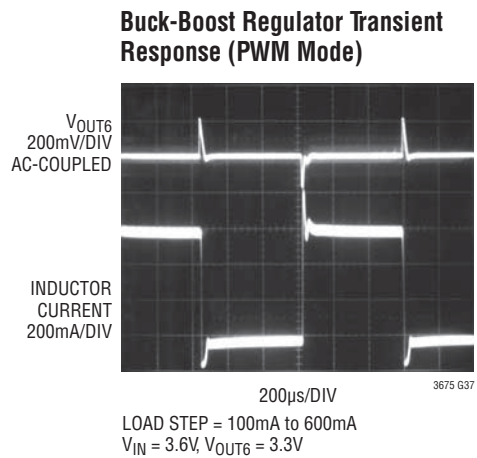 Buck-Boost Regulator Transient
Response (PWM Mode)
VOUT6
200mV/DIV
AC-COUPLED
INDUCTOR
CURRENT
200mA/DIV
200µs/DIV
3675 G37
LOAD STEP = 100mA to 600mA
VIN = 3.6V, VOUT6 = 3.3V